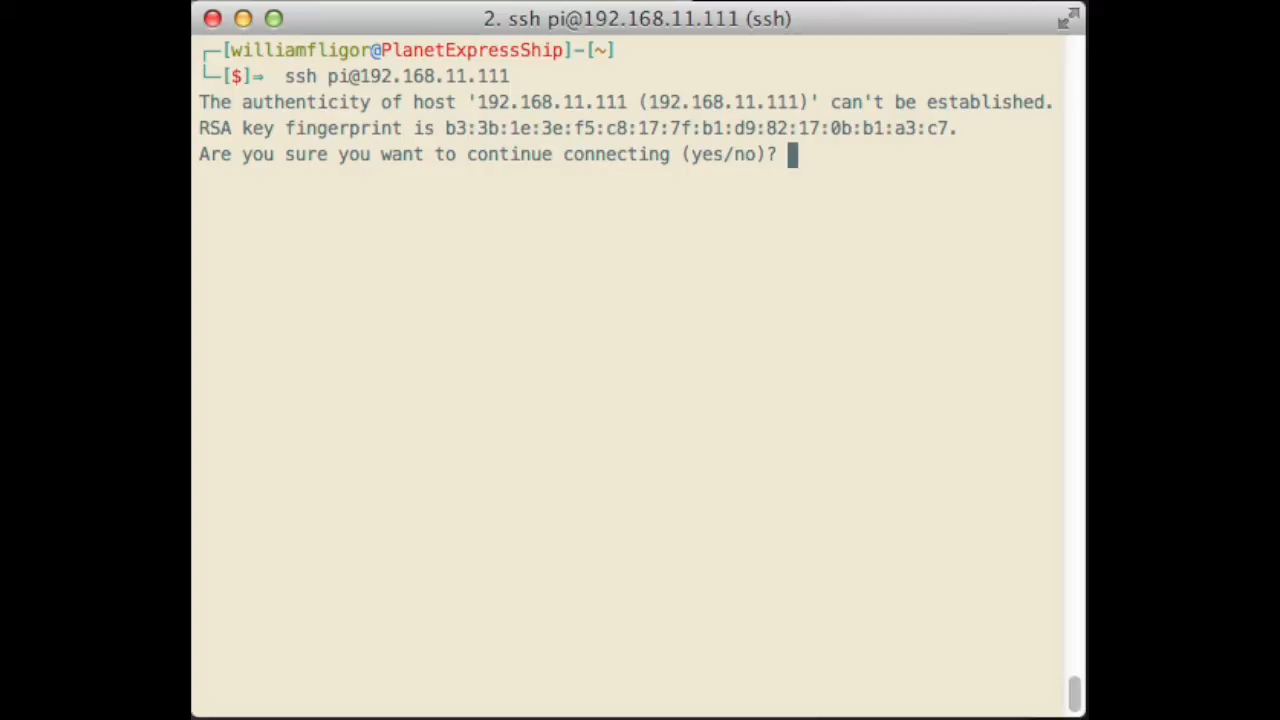 2. ssh pi@192.168.11.111 (ssh)
┌─[williamfligor@PlanetExpressShip]-[~]
└─[$]⇒  ssh pi@192.168.11.111
The authenticity of host '192.168.11.111 (192.168.11.111)' can't be established.
RSA key fingerprint is b3:3b:1e:3e:f5:c8:17:7f:b1:d9:82:17:0b:b1:a3:c7.
Are you sure you want to continue connecting (yes/no)?